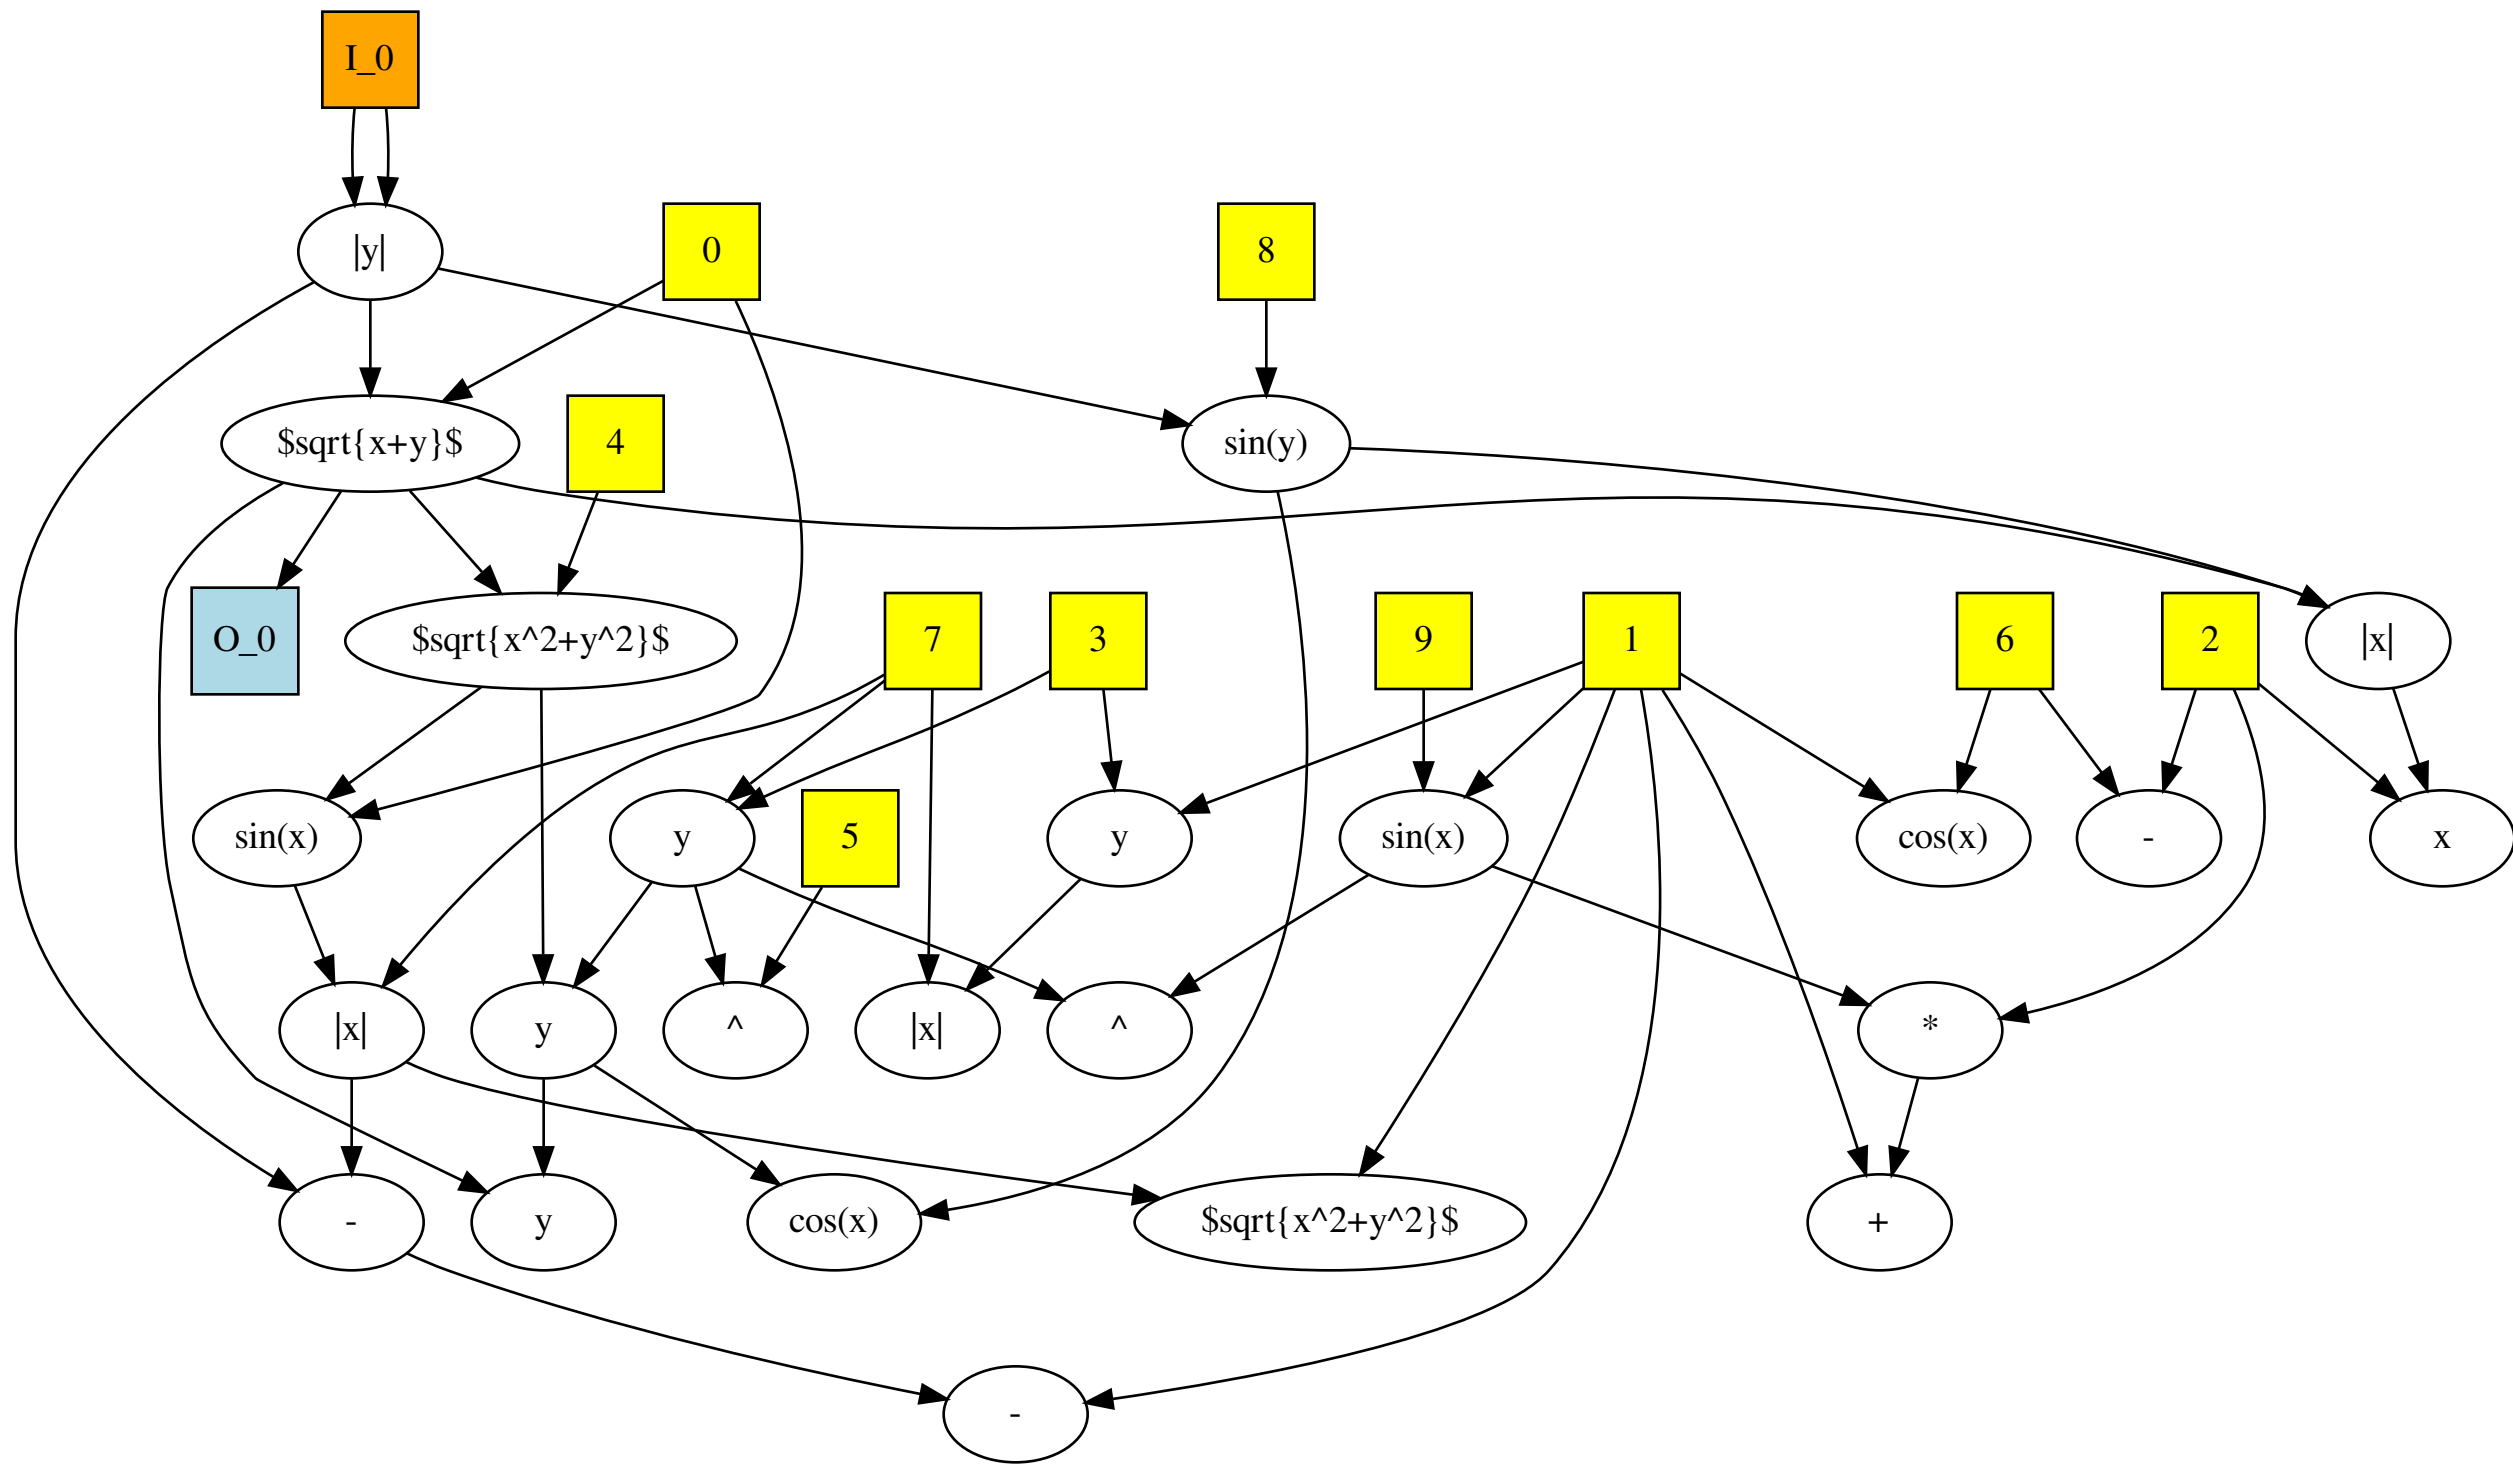 I_0
|y|
0
8
$sqrt{x+y}$
4
sin(y)
O_0
$sqrt{x^2+y^2}$
7
3
9
1
6
2
|x|
sin(x)
y
5
y
sin(x)
cos(x)
-
x
|x|
y
^
|x|
^
*
-
y
cos(x)
$sqrt{x^2+y^2}$
+
-